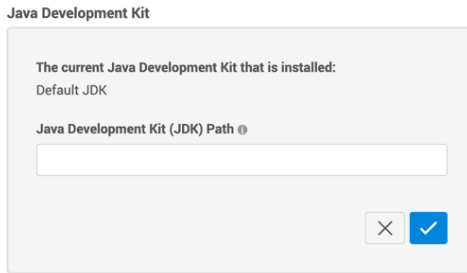 Java Development Kit
The current Java Development Kit that is installed:
Default JDK
Java Development Kit (JDK) Path